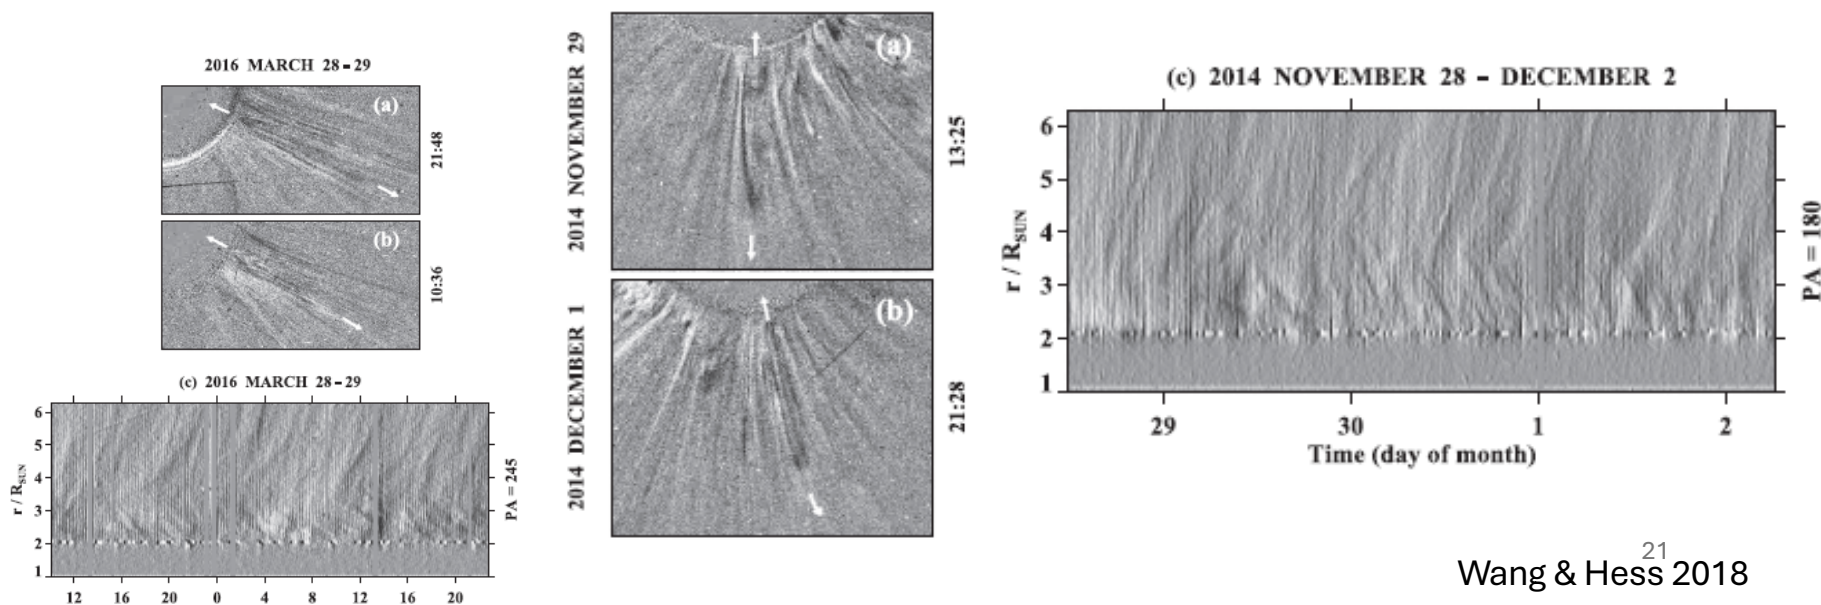 2016 MARCH 28 - 29
(a)
21:48
(b)
10:36
(c) 2016 MARCH 28 - 29
6
5
4
3
2
1
r / RSUN
PA = 245
12 16 20 0 4 8 12 16 20
2014 NOVEMBER 29
(a)
13:25
2014 DECEMBER 1
(b)
21:28
(c) 2014 NOVEMBER 28 - DECEMBER 2
6
5
4
3
2
1
r / RSUN
PA = 180
29 30 1 2
Time (day of month)
21
Wang & Hess 2018